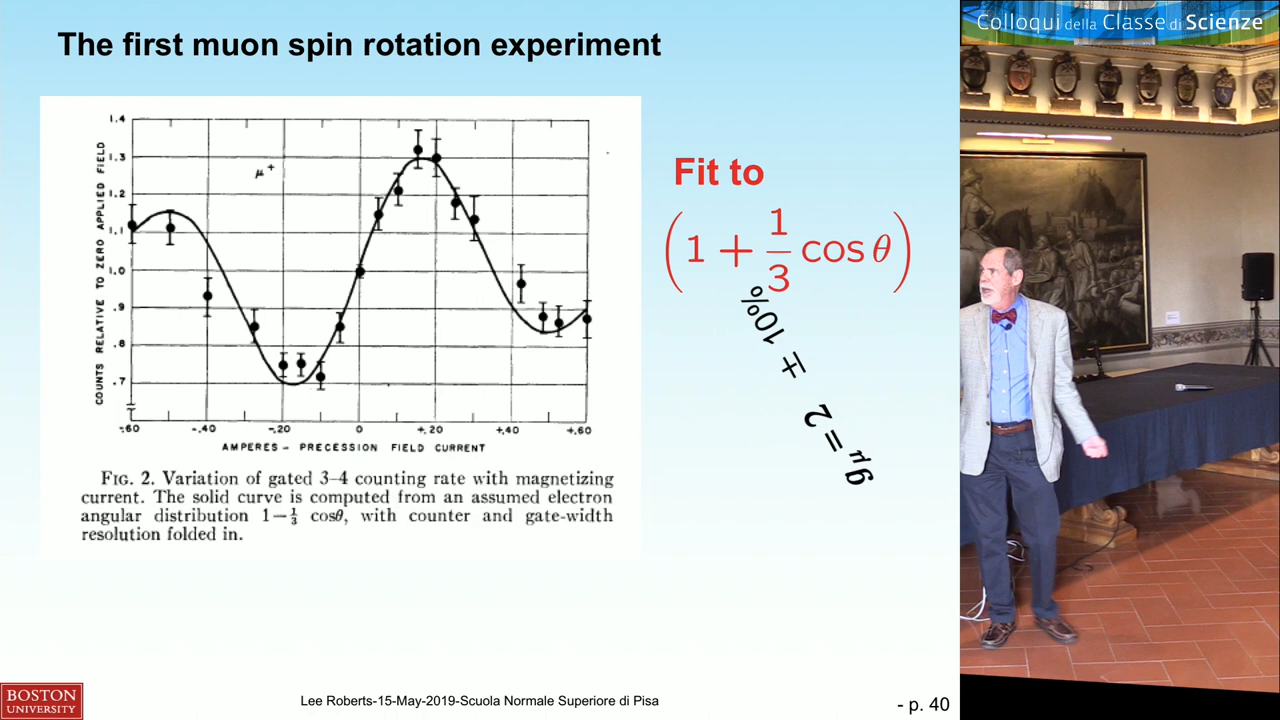 The first muon spin rotation experiment
Colloqui della Classe di Scienze
COUNTS RELATIVE TO ZERO APPLIED FIELD
1.4
1.3
1.2
1.1
1.0
.9
.8
.7
μ+
-.60 -.40 -.20 0 +.20 +.40 +.60
AMPERES - PRECESSION FIELD CURRENT
FIG. 2. Variation of gated 3–4 counting rate with magnetizing
current. The solid curve is computed from an assumed electron
angular distribution 1−⅓ cosθ, with counter and gate-width
resolution folded in.
Fit to
(1 + 1/3 cos θ)
gμ = 2 ± 10%
BOSTON
UNIVERSITY
Lee Roberts-15-May-2019-Scuola Normale Superiore di Pisa
- p. 40